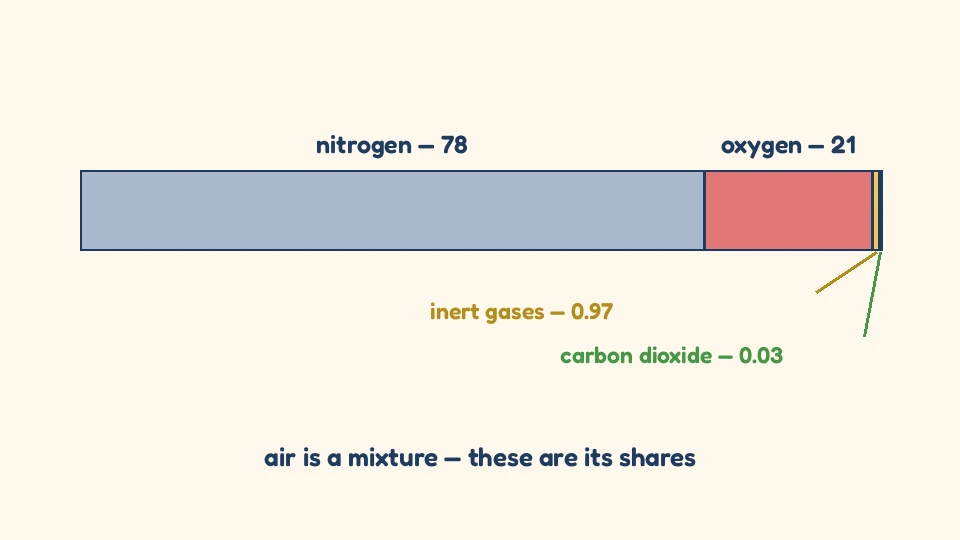 nitrogen – 78
oxygen – 21
inert gases – 0.97
carbon dioxide – 0.03
air is a mixture – these are its shares